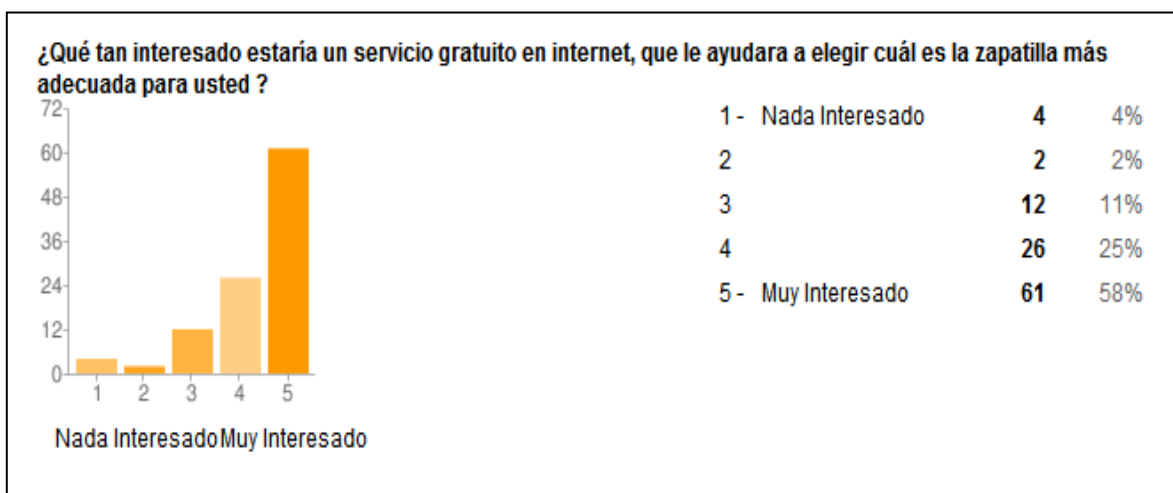 ¿Qué tan interesado estaría un servicio gratuito en internet, que le ayudara a elegir cuál es la zapatilla más
adecuada para usted ?
72
60
48
36
24
12
0
1 2 3 4 5
Nada Interesado Muy Interesado
1 - Nada Interesado 4 4%
2 2 2%
3 12 11%
4 26 25%
5 - Muy Interesado 61 58%